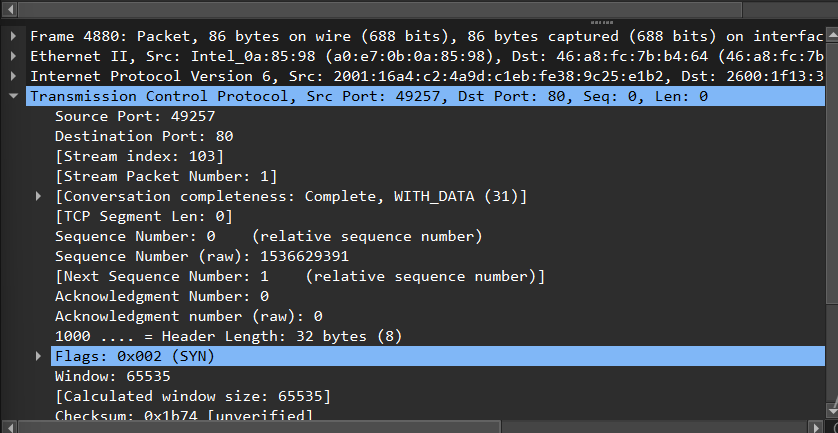 Frame 4880: Packet, 86 bytes on wire (688 bits), 86 bytes captured (688 bits) on interfac
Ethernet II, Src: Intel_0a:85:98 (a0:e7:0b:0a:85:98), Dst: 46:a8:fc:7b:b4:64 (46:a8:fc:7b
Internet Protocol Version 6, Src: 2001:16a4:c2:4a9d:c1eb:fe38:9c25:e1b2, Dst: 2600:1f13:3
Transmission Control Protocol, Src Port: 49257, Dst Port: 80, Seq: 0, Len: 0
Source Port: 49257
Destination Port: 80
[Stream index: 103]
[Stream Packet Number: 1]
[Conversation completeness: Complete, WITH_DATA (31)]
[TCP Segment Len: 0]
Sequence Number: 0    (relative sequence number)
Sequence Number (raw): 1536629391
[Next Sequence Number: 1    (relative sequence number)]
Acknowledgment Number: 0
Acknowledgment number (raw): 0
1000 .... = Header Length: 32 bytes (8)
Flags: 0x002 (SYN)
Window: 65535
[Calculated window size: 65535]
Checksum: 0x1b74 [unverified]